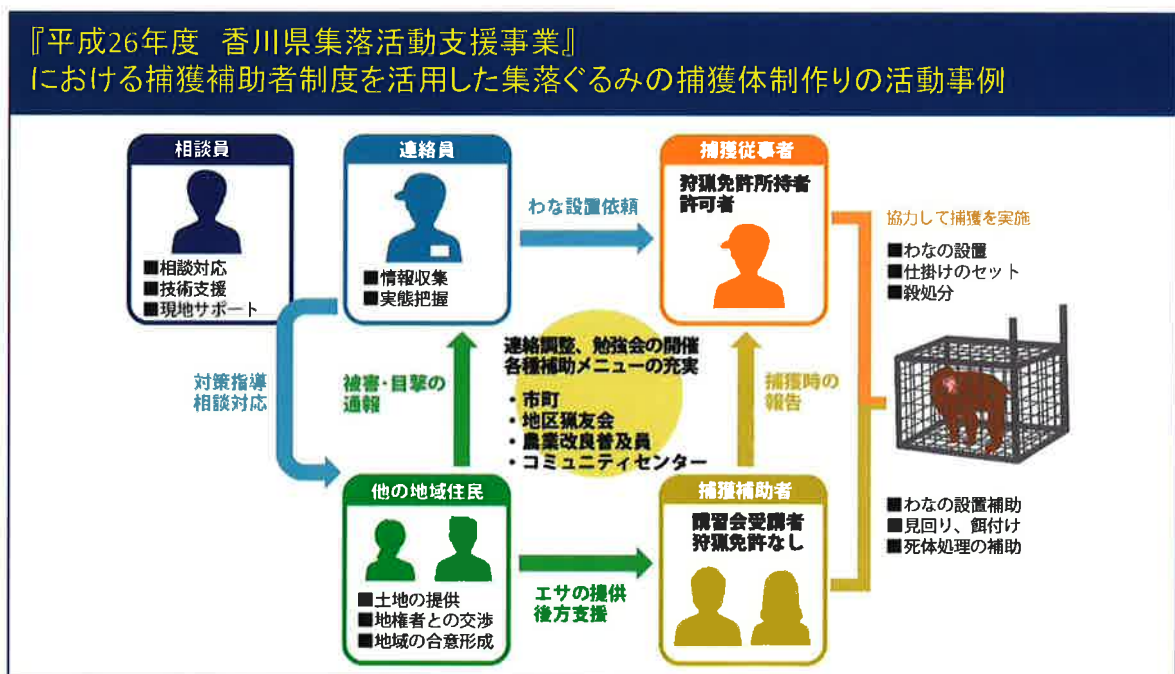 『平成26年度 香川県集落活動支援事業』
における捕獲補助者制度を活用した集落ぐるみの捕獲体制作りの活動事例
相談員
■相談対応
■技術支援
■現地サポート
連絡員
■情報収集
■実態把握
わな設置依頼
捕獲従事者
狩猟免許所持者
許可者
協力して捕獲を実施
■わなの設置
■仕掛けのセット
■殺処分
対策指導
相談対応
被害・目撃の
通報
連絡調整、勉強会の開催
各種補助メニューの充実
・市町
・地区猟友会
・農業改良普及員
・コミュニティセンター
捕獲時の
報告
他の地域住民
■土地の提供
■地権者との交渉
■地域の合意形成
エサの提供
後方支援
捕獲補助者
講習会受講者
狩猟免許なし
■わなの設置補助
■見回り、餌付け
■死体処理の補助